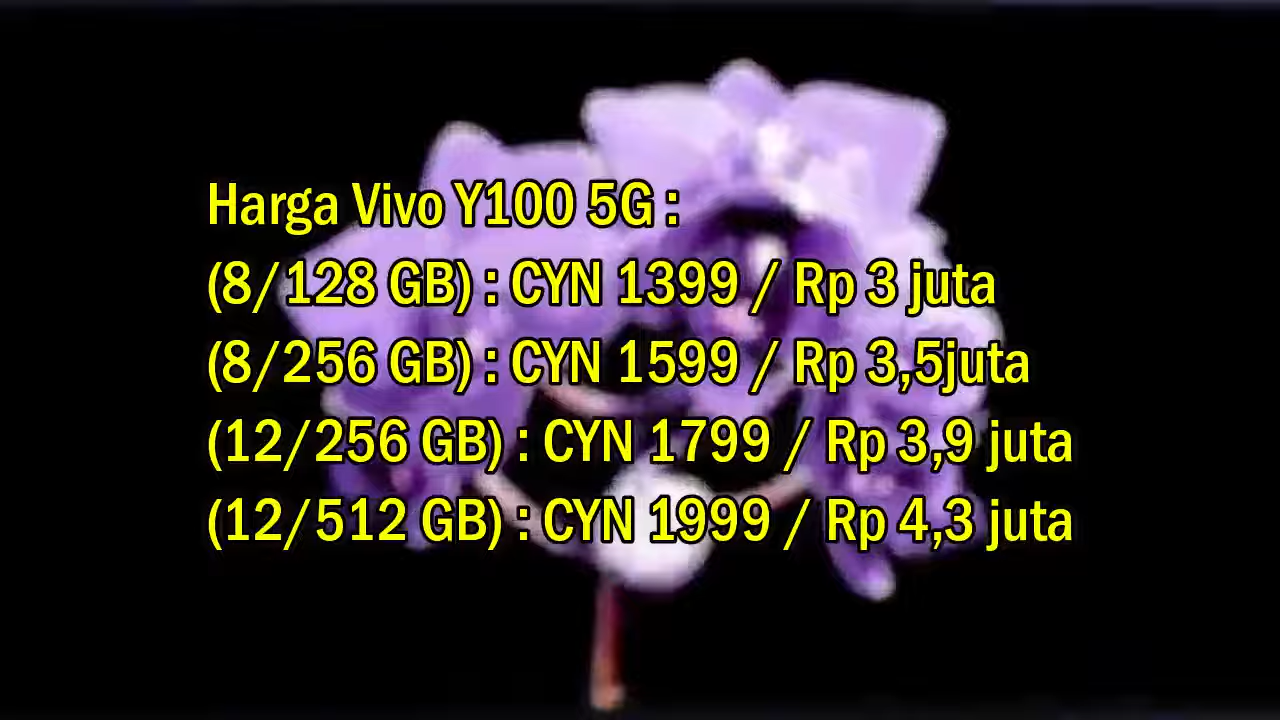 Harga Vivo Y100 5G :
(8/128 GB) : CYN 1399 / Rp 3 juta
(8/256 GB) : CYN 1599 / Rp 3,5juta
(12/256 GB) : CYN 1799 / Rp 3,9 juta
(12/512 GB) : CYN 1999 / Rp 4,3 juta